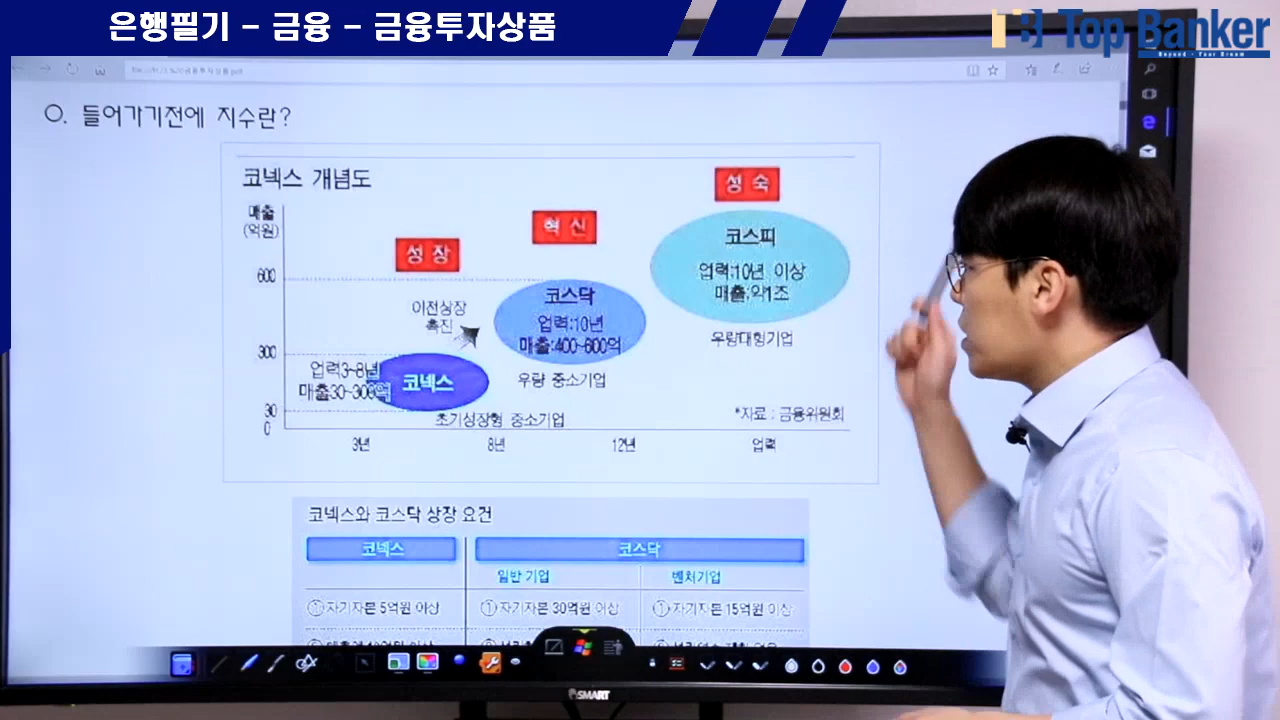 은행필기 - 금융 - 금융투자상품
Top Banker
Beyond - Your Dream
O. 들어가기전에 지수란?
코넥스 개념도
매출
(억원)
600
300
30
0
성 장
혁 신
성 숙
이전상장
촉진
코스피
업력:10년 이상
매출:약1조
우량대형기업
코스닥
업력:10년
매출:400~600억
우량 중소기업
업력3~8년
매출30~300억
코넥스
초기성장형 중소기업
*자료 : 금융위원회
3년
8년
12년
업력
코넥스와 코스닥 상장 요건
코넥스
코스닥
일반 기업
벤처기업
①자기자본 5억원 이상
①자기자본 30억원 이상
①자기자본 15억원 이상
SMART